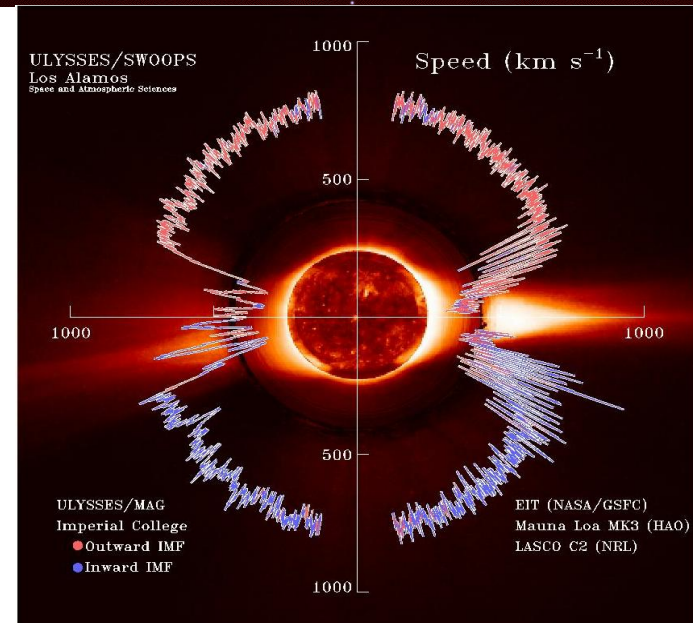 ULYSSES/SWOOPS
Los Alamos
Space and Atmospheric Sciences
Speed (km s⁻¹)
1000
500
1000
1000
500
1000
ULYSSES/MAG
Imperial College
Outward IMF
Inward IMF
EIT (NASA/GSFC)
Mauna Loa MK3 (HAO)
LASCO C2 (NRL)